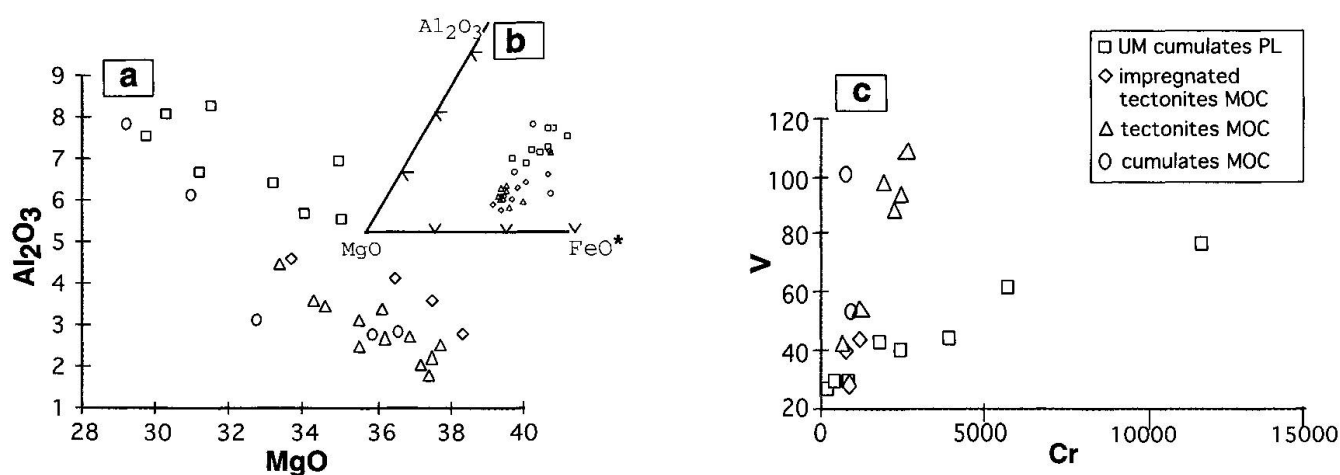 a
Al₂O₃
9
8
7
6
5
4
3
2
1
28
30
32
34
36
38
40
MgO
b
Al₂O₃
MgO
FeO*
c
V
120
100
80
60
40
20
0
5000
10000
15000
Cr
UM cumulates PL
impregnated
tectonites MOC
tectonites MOC
cumulates MOC